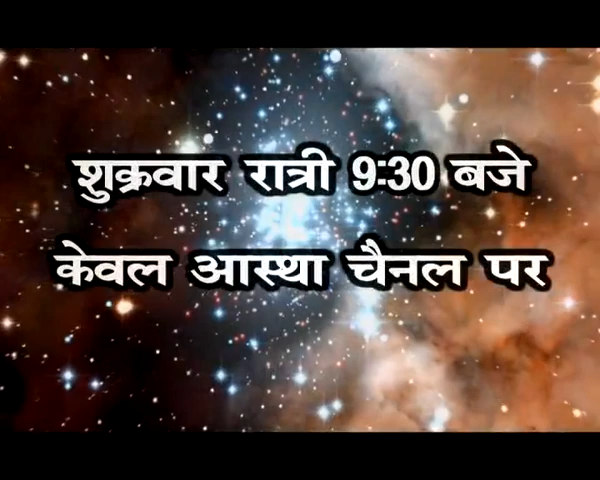 शुक्रवार रात्री 9:30 बजे
केवल आस्था चैनल पर